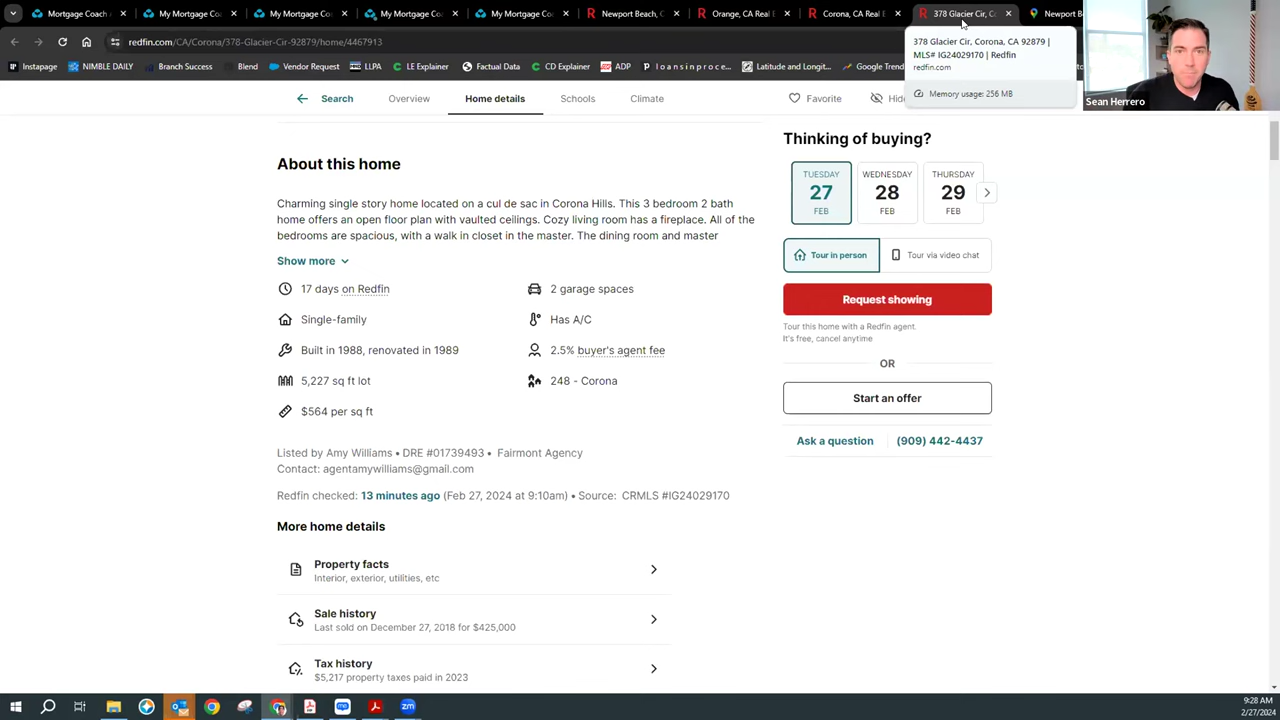 Mortgage Coach
My Mortgage Co
My Mortgage Co
My Mortgage Co
My Mortgage Co
Newport Beach, C
Orange, CA Real E
Corona, CA Real E
378 Glacier Cir, C
Newport B
redfin.com/CA/Corona/378-Glacier-Cir-92879/home/4467913
Instapage
NIMBLE DAILY
Branch Success
LLPA
LE Explainer
CD Explainer
ADP
l o a n s i n p r o c e . . .
Latitude and Longit...
Google Trend
378 Glacier Cir, Corona, CA 92879 |
MLS# IG24029170 | Redfin
redfin.com
Memory usage: 256 MB
Sean Herrero
Search
Overview
Home details
Schools
Climate
Favorite
Hide
About this home
Charming single story home located on a cul de sac in Corona Hills. This 3 bedroom 2 bath
home offers an open floor plan with vaulted ceilings. Cozy living room has a fireplace. All of the
bedrooms are spacious, with a walk in closet in the master. The dining room and master
Show more
17 days on Redfin
2 garage spaces
Single-family
Has A/C
Built in 1988, renovated in 1989
2.5% buyer's agent fee
5,227 sq ft lot
248 - Corona
$564 per sq ft
Listed by Amy Williams • DRE #01739493 • Fairmont Agency
Contact: agentamywilliams@gmail.com
Redfin checked: 13 minutes ago (Feb 27, 2024 at 9:10am) • Source: CRMLS #IG24029170
More home details
Property facts
Interior, exterior, utilities, etc
Sale history
Last sold on December 27, 2018 for $425,000
Tax history
$5,217 property taxes paid in 2023
Thinking of buying?
TUESDAY
27
FEB
WEDNESDAY
28
FEB
THURSDAY
29
FEB
Tour in person
Tour via video chat
Request showing
Tour this home with a Redfin agent.
It's free, cancel anytime
OR
Start an offer
Ask a question
(909) 442-4437
9:28 AM
2/27/2024